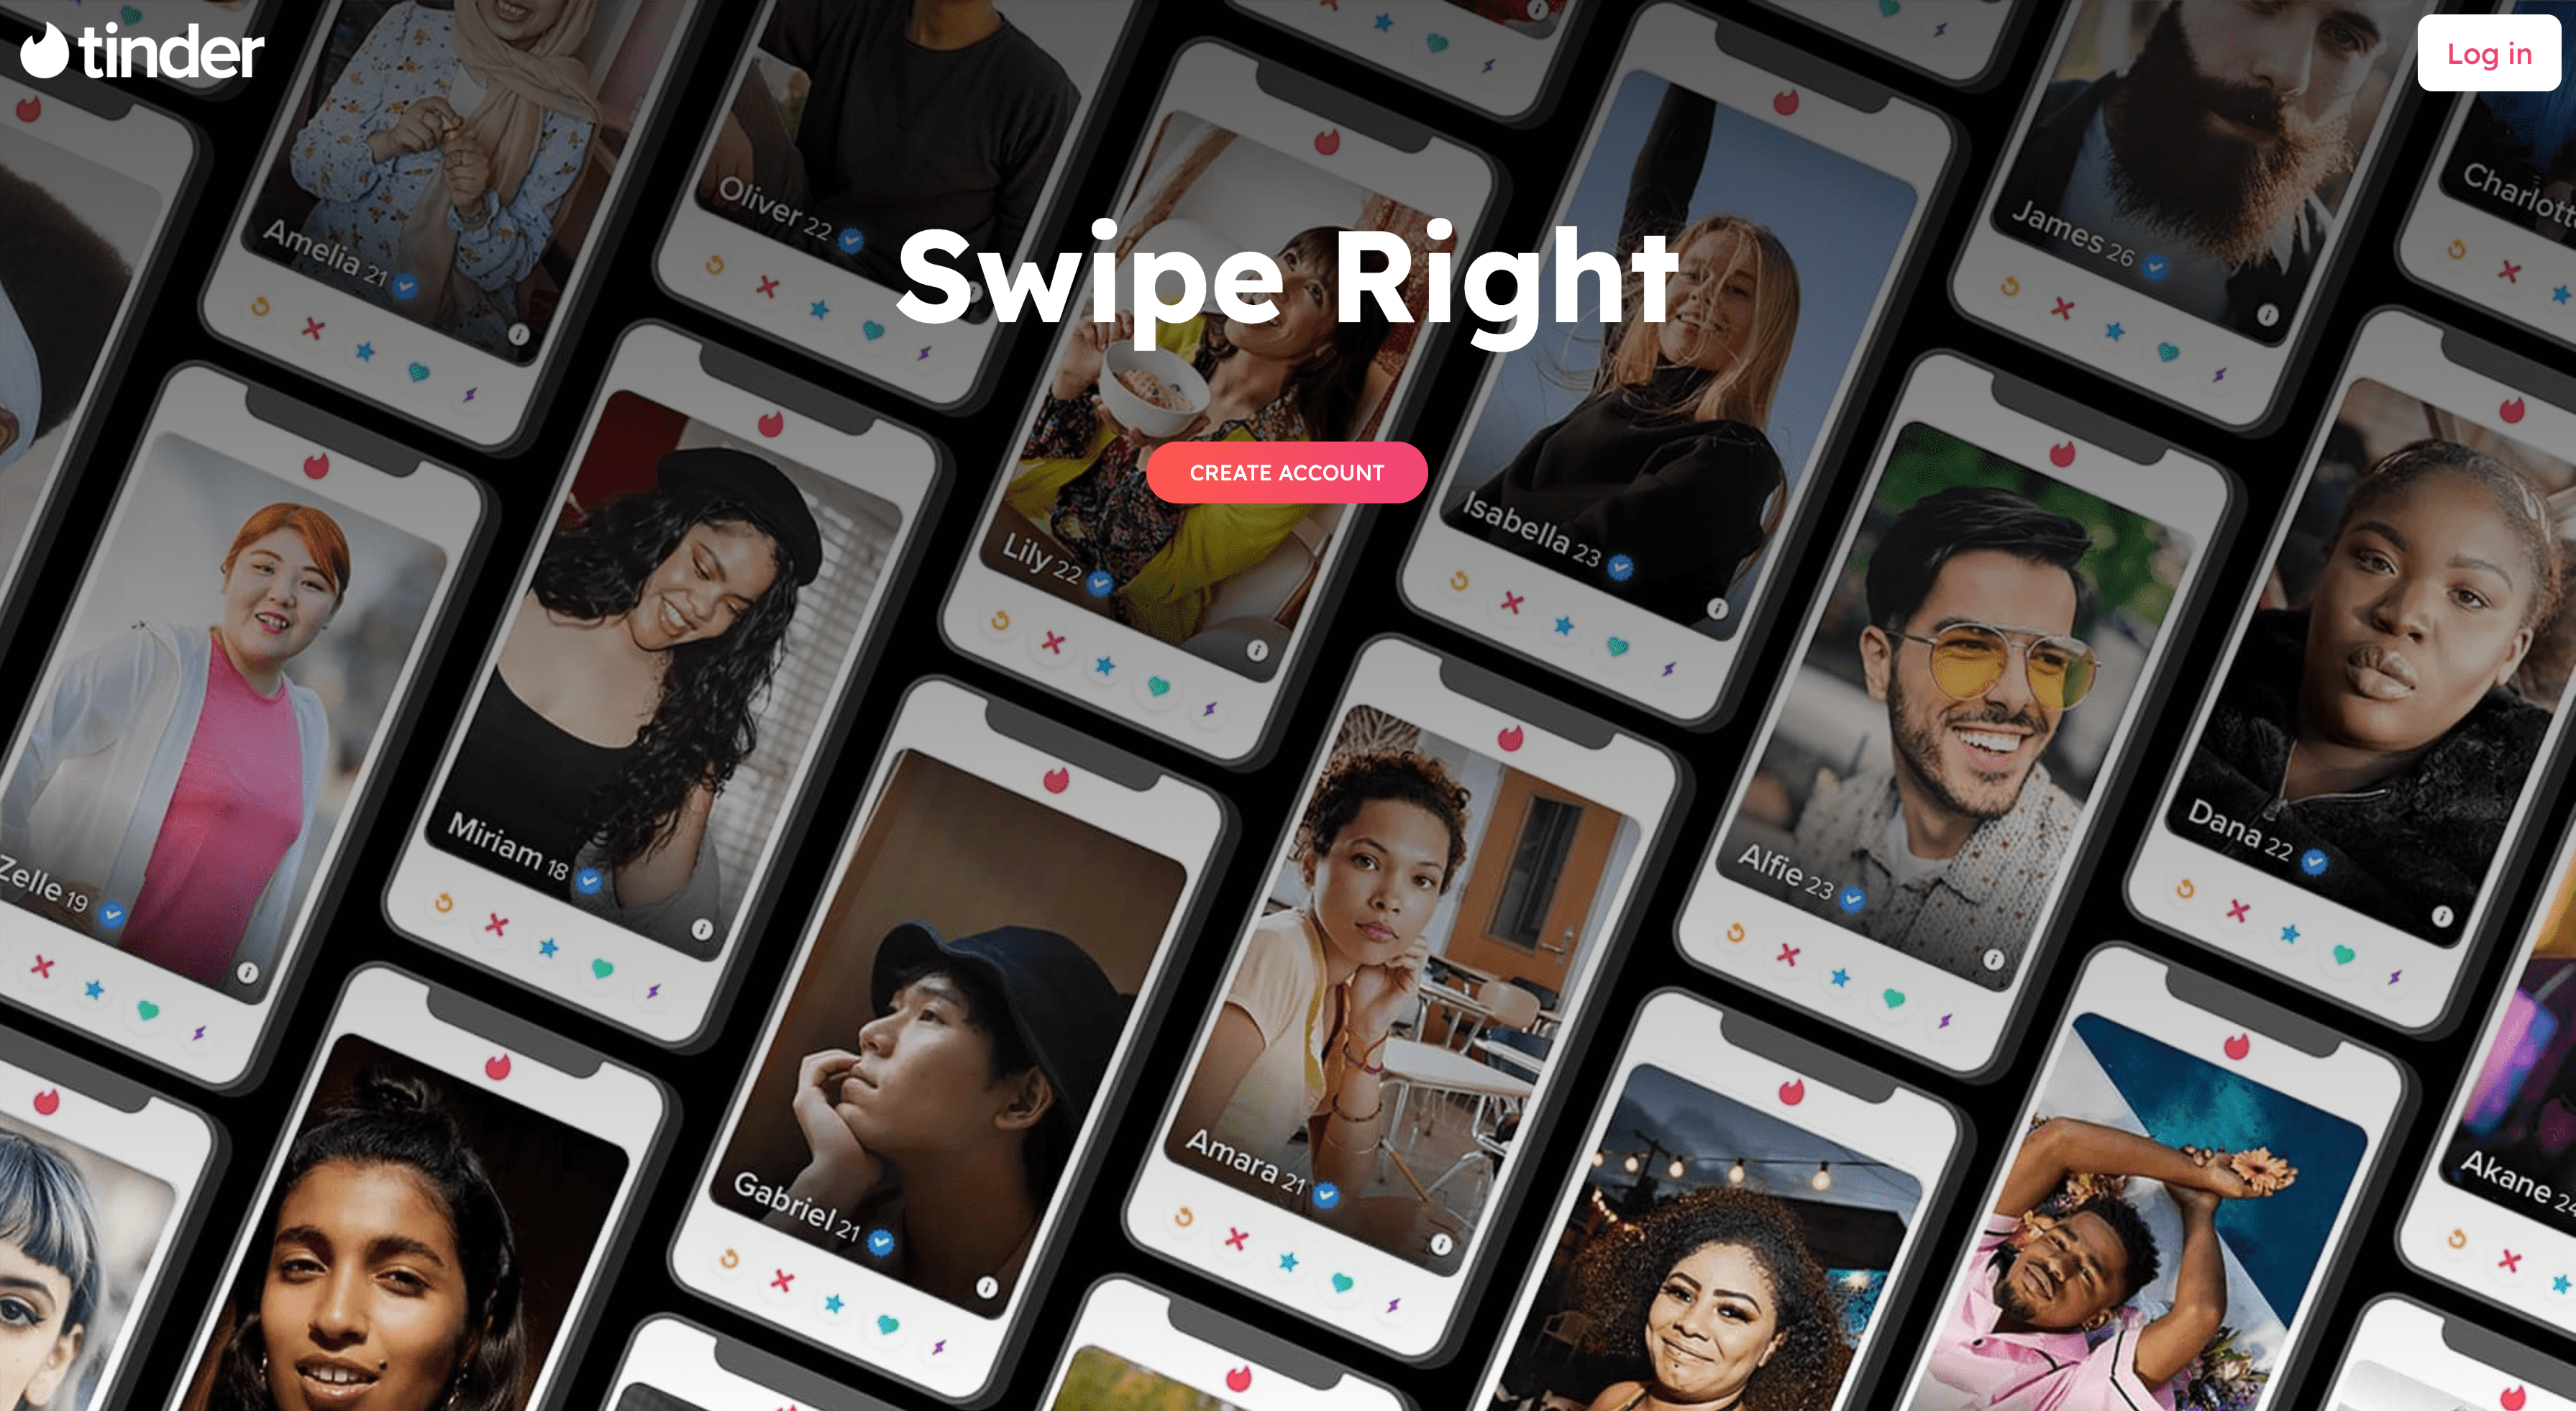 tinder
Log in
Swipe Right
CREATE ACCOUNT
Amelia 21
Oliver 22
James 26
Lily 22
Isabella 23
Zelle 19
Miriam 18
Alfie 23
Dana 22
Gabriel 21
Amara 21
Akane 24